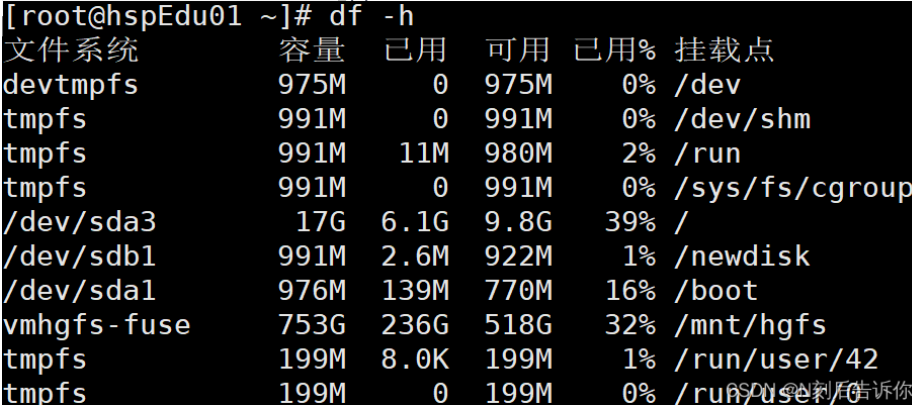 [root@hspEdu01 ~]# df -h
文件系统 容量 已用 可用 已用% 挂载点
devtmpfs 975M 0 975M 0% /dev
tmpfs 991M 0 991M 0% /dev/shm
tmpfs 991M 11M 980M 2% /run
tmpfs 991M 0 991M 0% /sys/fs/cgroup
/dev/sda3 17G 6.1G 9.8G 39% /
/dev/sdb1 991M 2.6M 922M 1% /newdisk
/dev/sda1 976M 139M 770M 16% /boot
vmhgfs-fuse 753G 236G 518G 32% /mnt/hgfs
tmpfs 199M 8.0K 199M 1% /run/user/42
tmpfs 199M 0 199M 0% /run/user/0
CSDN @N刻后告诉你